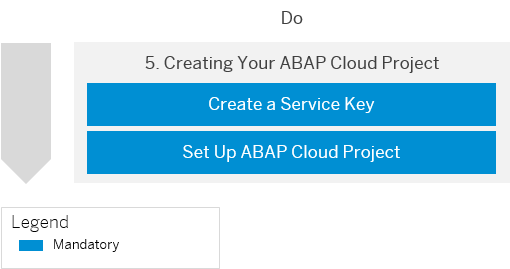 Do
5. Creating Your ABAP Cloud Project
Create a Service Key
Set Up ABAP Cloud Project
Legend
Mandatory